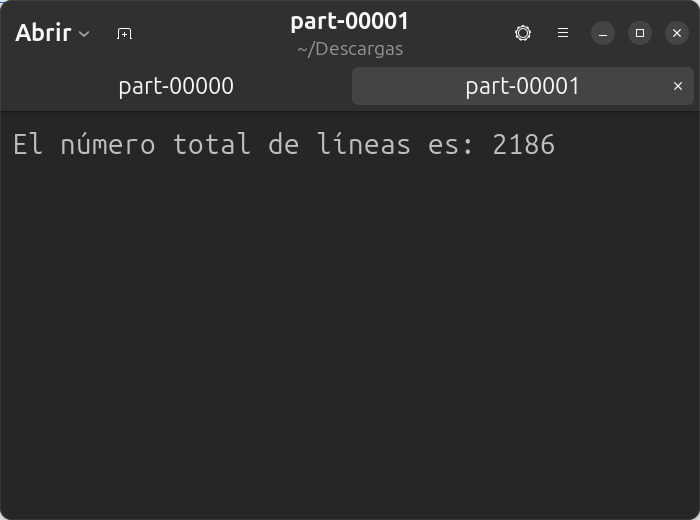 Abrir
part-00001
~/Descargas
part-00000
part-00001
El número total de líneas es: 2186